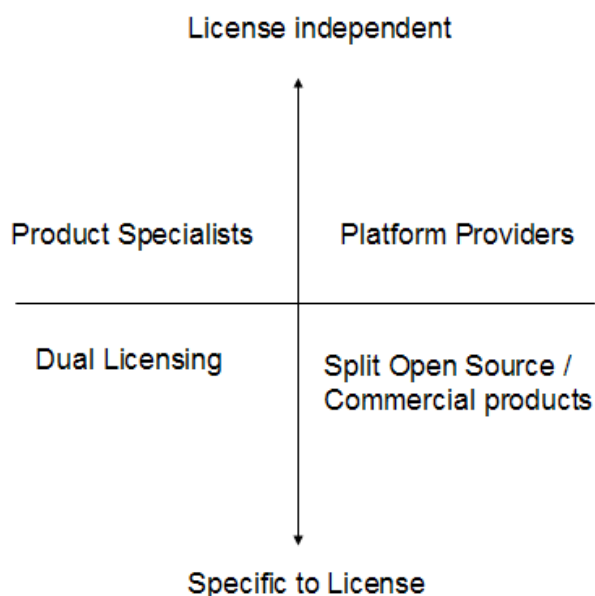 License independent
Product Specialists
Platform Providers
Dual Licensing
Split Open Source /
Commercial products
Specific to License